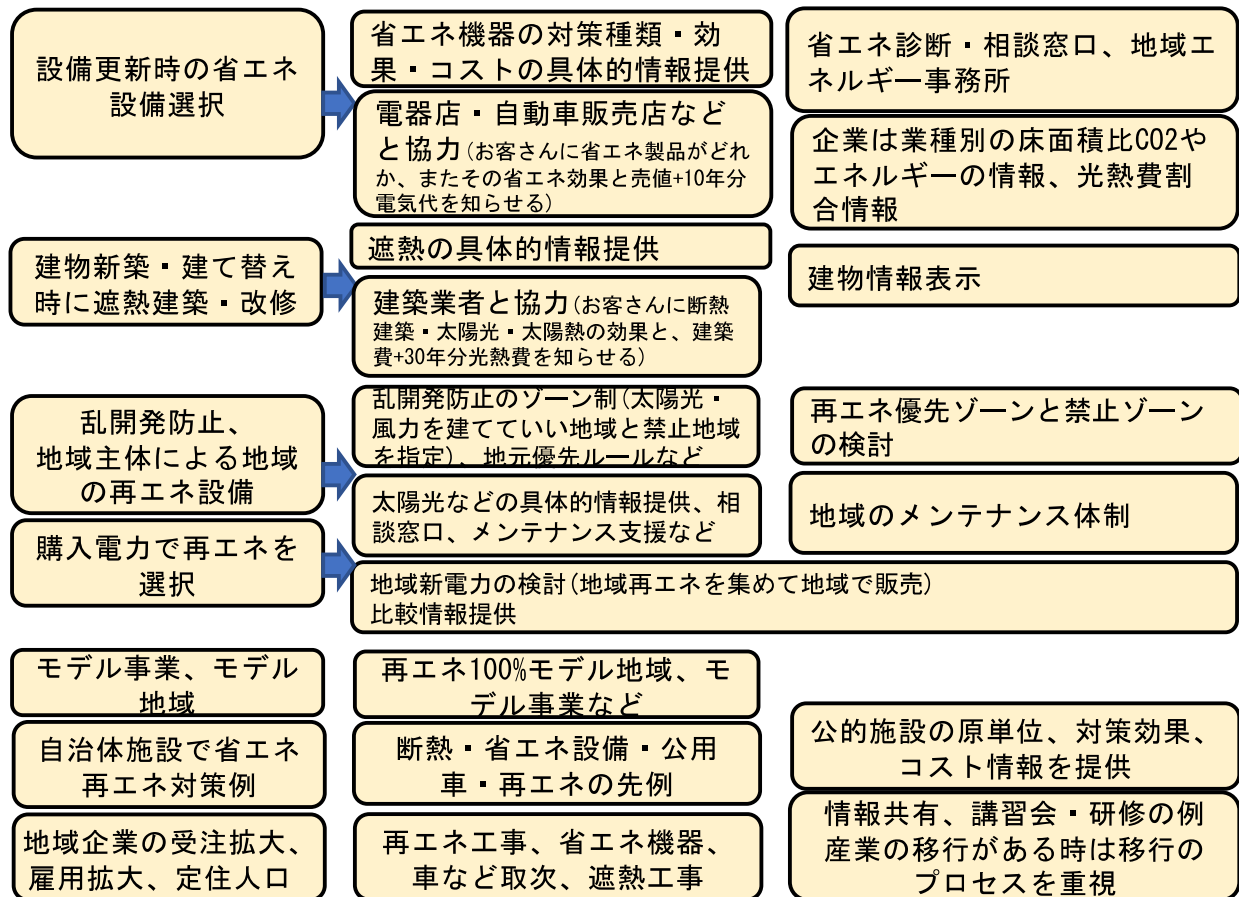 設備更新時の省エネ
設備選択
省エネ機器の対策種類・効
果・コストの具体的情報提供
電器店・自動車販売店など
と協力(お客さんに省エネ製品がどれ
か、またその省エネ効果と売値+10年分
電気代を知らせる)
省エネ診断・相談窓口、地域エ
ネルギー事務所
企業は業種別の床面積比CO2や
エネルギーの情報、光熱費割
合情報
建物新築・建て替え
時に遮熱建築・改修
遮熱の具体的情報提供
建築業者と協力(お客さんに断熱
建築・太陽光・太陽熱の効果と、建築
費+30年分光熱費を知らせる)
建物情報表示
乱開発防止、
地域主体による地域
の再エネ設備
乱開発防止のゾーン制(太陽光・
風力を建てていい地域と禁止地域
を指定)、地元優先ルールなど
太陽光などの具体的情報提供、相
談窓口、メンテナンス支援など
再エネ優先ゾーンと禁止ゾーン
の検討
地域のメンテナンス体制
購入電力で再エネを
選択
地域新電力の検討(地域再エネを集めて地域で販売)
比較情報提供
モデル事業、モデル
地域
再エネ100%モデル地域、モ
デル事業など
自治体施設で省エネ
再エネ対策例
断熱・省エネ設備・公用
車・再エネの先例
公的施設の原単位、対策効果、
コスト情報を提供
地域企業の受注拡大、
雇用拡大、定住人口
再エネ工事、省エネ機器、
車など取次、遮熱工事
情報共有、講習会・研修の例
産業の移行がある時は移行の
プロセスを重視